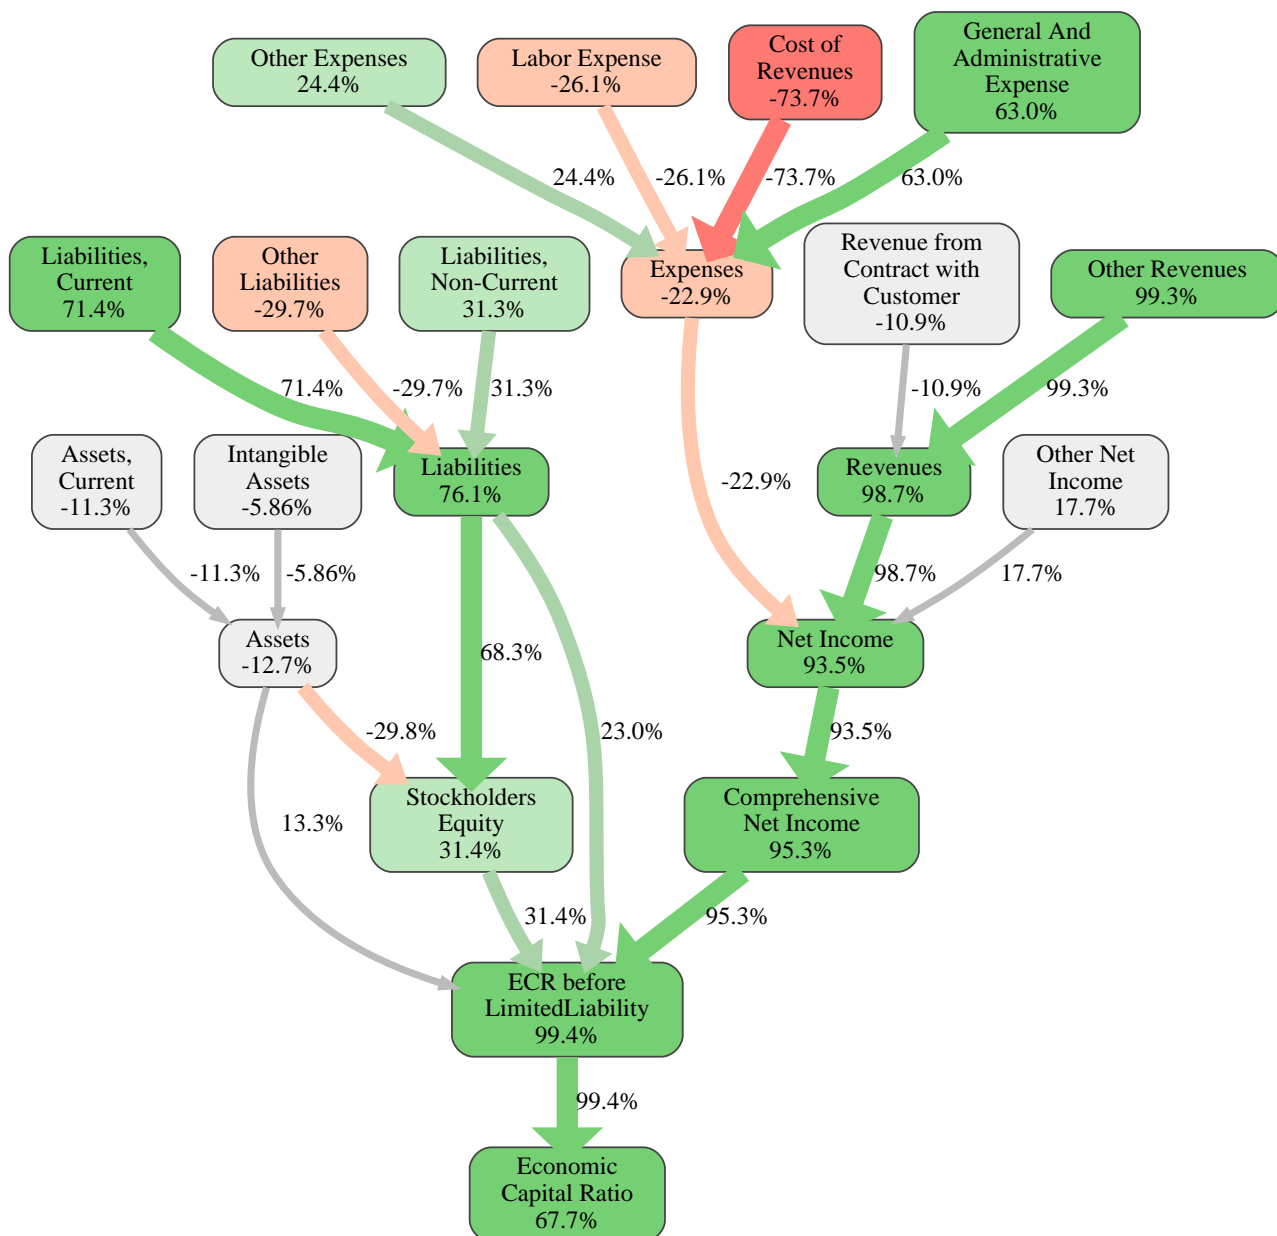 Other Expenses
24.4%
Labor Expense
-26.1%
Cost of
Revenues
-73.7%
General And
Administrative
Expense
63.0%
24.4%
-26.1%
-73.7%
63.0%
Liabilities,
Current
71.4%
Other
Liabilities
-29.7%
Liabilities,
Non-Current
31.3%
Expenses
-22.9%
Revenue from
Contract with
Customer
-10.9%
Other Revenues
99.3%
71.4%
-29.7%
31.3%
-10.9%
99.3%
Assets,
Current
-11.3%
Intangible
Assets
-5.86%
Liabilities
76.1%
-22.9%
Revenues
98.7%
Other Net
Income
17.7%
-11.3%
-5.86%
98.7%
17.7%
Assets
-12.7%
68.3%
Net Income
93.5%
-29.8%
23.0%
93.5%
13.3%
Stockholders
Equity
31.4%
Comprehensive
Net Income
95.3%
31.4%
95.3%
ECR before
LimitedLiability
99.4%
99.4%
Economic
Capital Ratio
67.7%